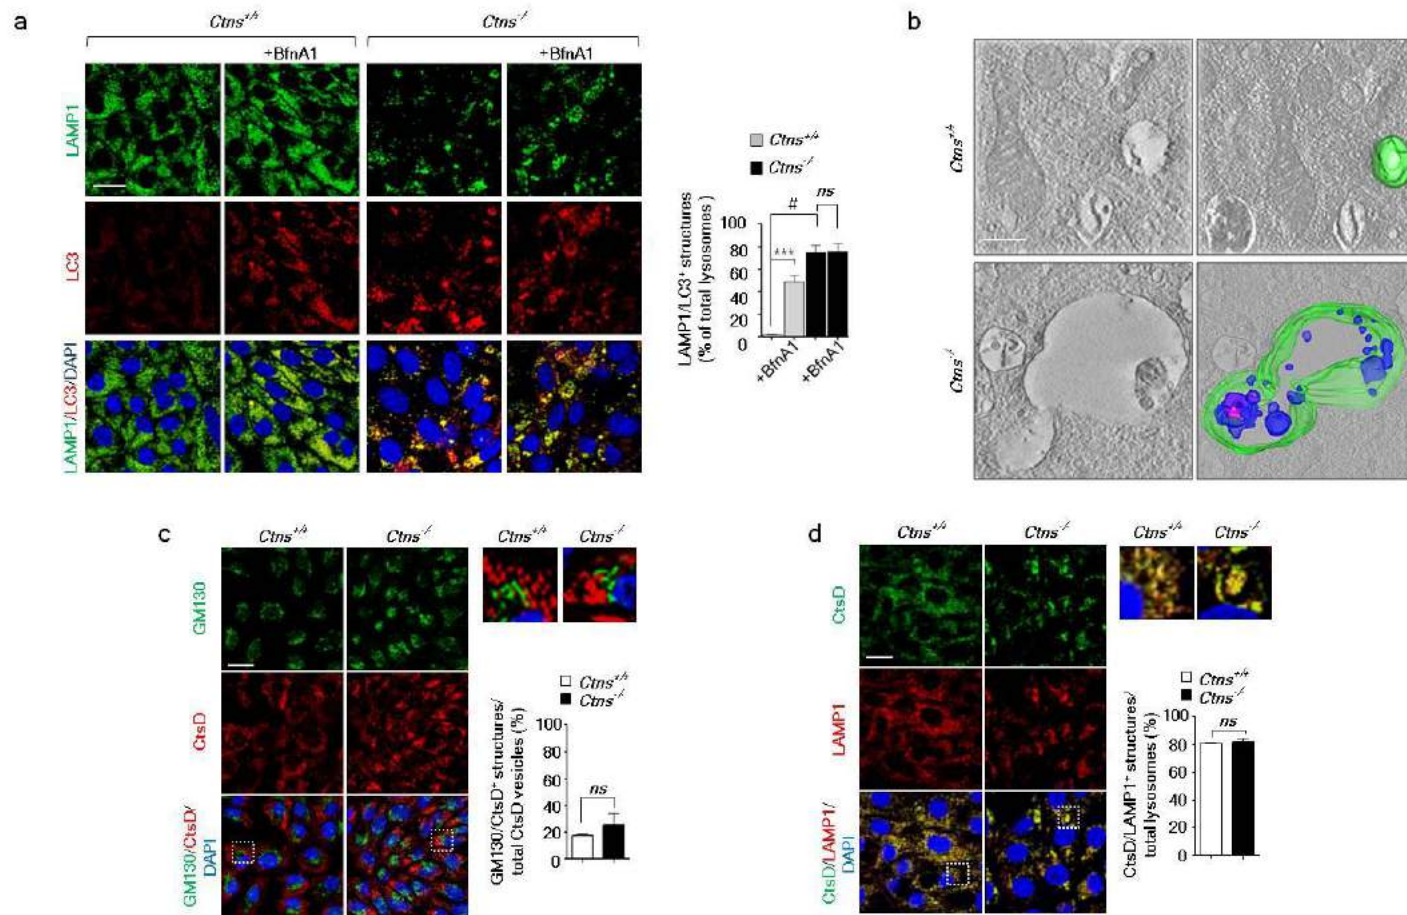 a
Ctns+/+
Ctns-/-
+BfnA1
+BfnA1
LAMP1
LC3
LAMP1/LC3/DAPI
Ctns+/+
Ctns-/-
LAMP1/LC3+ structures
(% of total lysosomes )
100
80
60
40
20
0
***
#
ns
+BfnA1
+BfnA1
b
Ctns+/+
Ctns-/-
c
Ctns+/+
Ctns-/-
Ctns+/+
Ctns-/-
GM130
CtsD
GM130/CtsD/
DAPI
Ctns+/+
Ctns-/-
GM130/CtsD+ structures/
total CtsD vesicles (%)
100
80
60
40
20
0
ns
d
Ctns+/+
Ctns-/-
Ctns+/+
Ctns-/-
CtsD
LAMP1
CtsD/LAMP1/
DAPI
Ctns+/+
Ctns-/-
CtsD/LAMP1+ structures/
total lysosomes (%)
100
80
60
40
20
0
ns